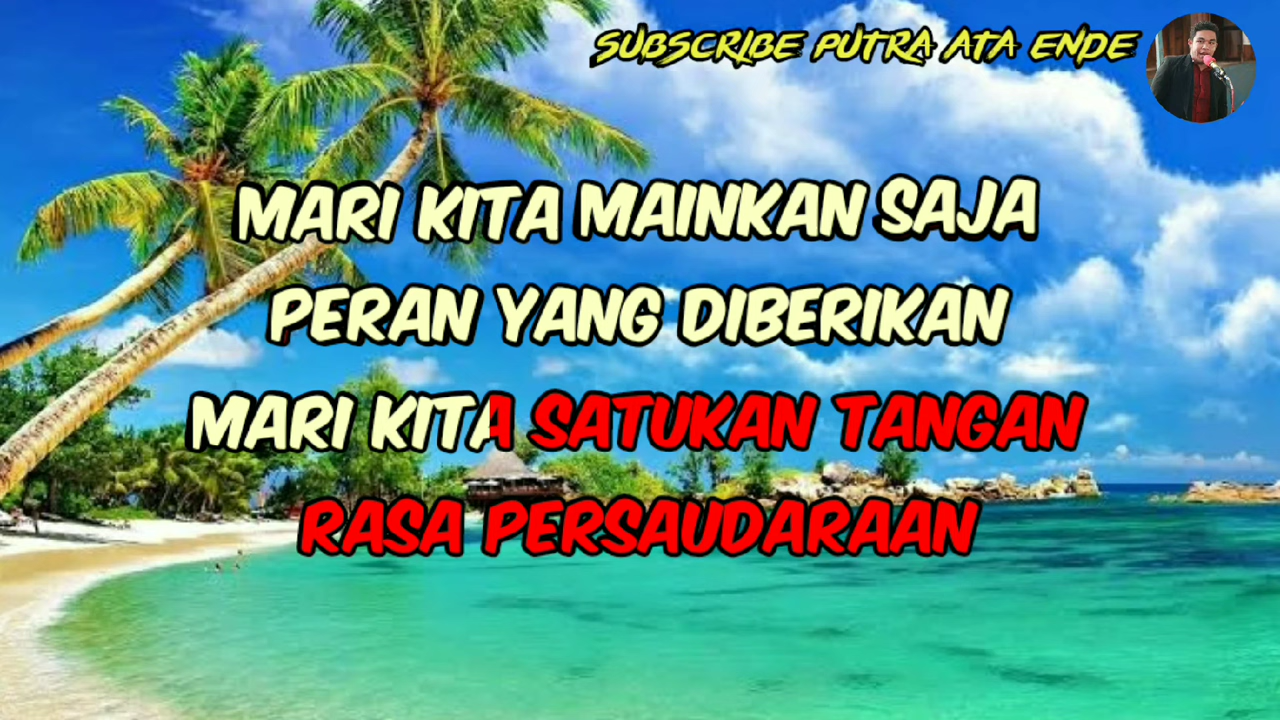 SUBSCRIBE PUTRA ATA ENDE
MARI KITA MAINKAN SAJA
PERAN YANG DIBERIKAN
MARI KITA SATUKAN TANGAN
RASA PERSAUDARAAN